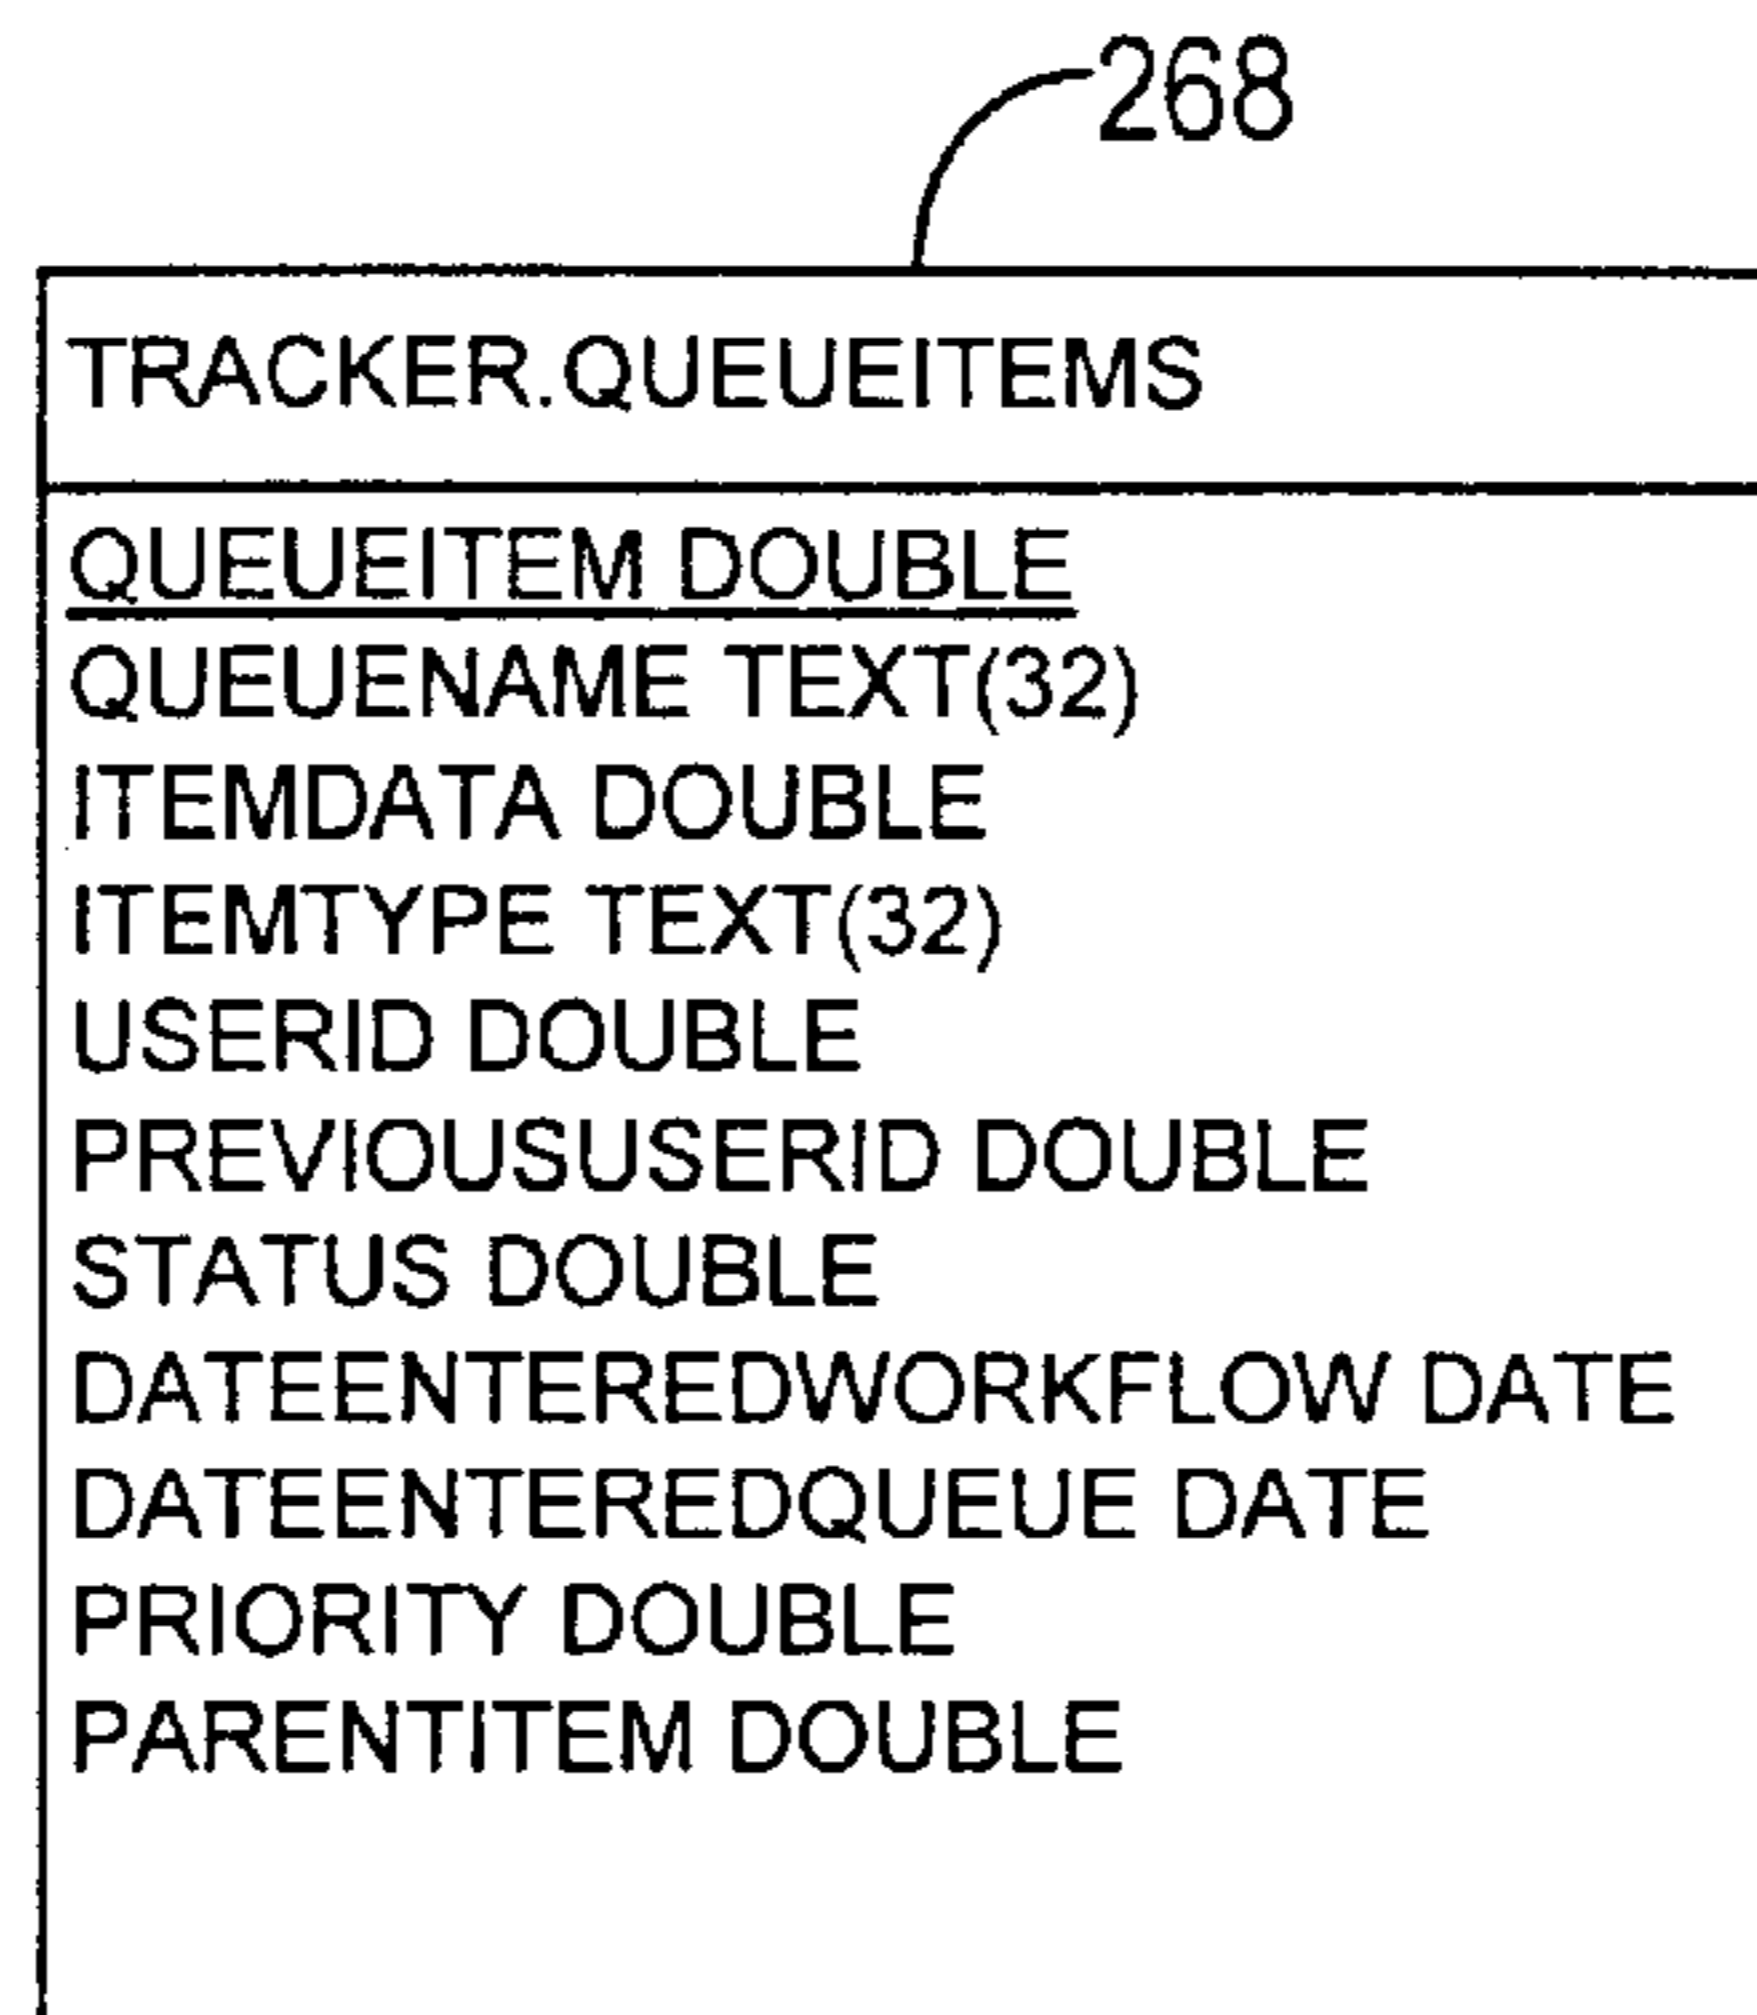 268
TRACKER.QUEUEITEMS
QUEUEITEM DOUBLE
QUEUENAME TEXT(32)
ITEMDATA DOUBLE
ITEMTYPE TEXT(32)
USERID DOUBLE
PREVIOUSUSERID DOUBLE
STATUS DOUBLE
DATEENTEREDWORKFLOW DATE
DATEENTEREDQUEUE DATE
PRIORITY DOUBLE
PARENTITEM DOUBLE